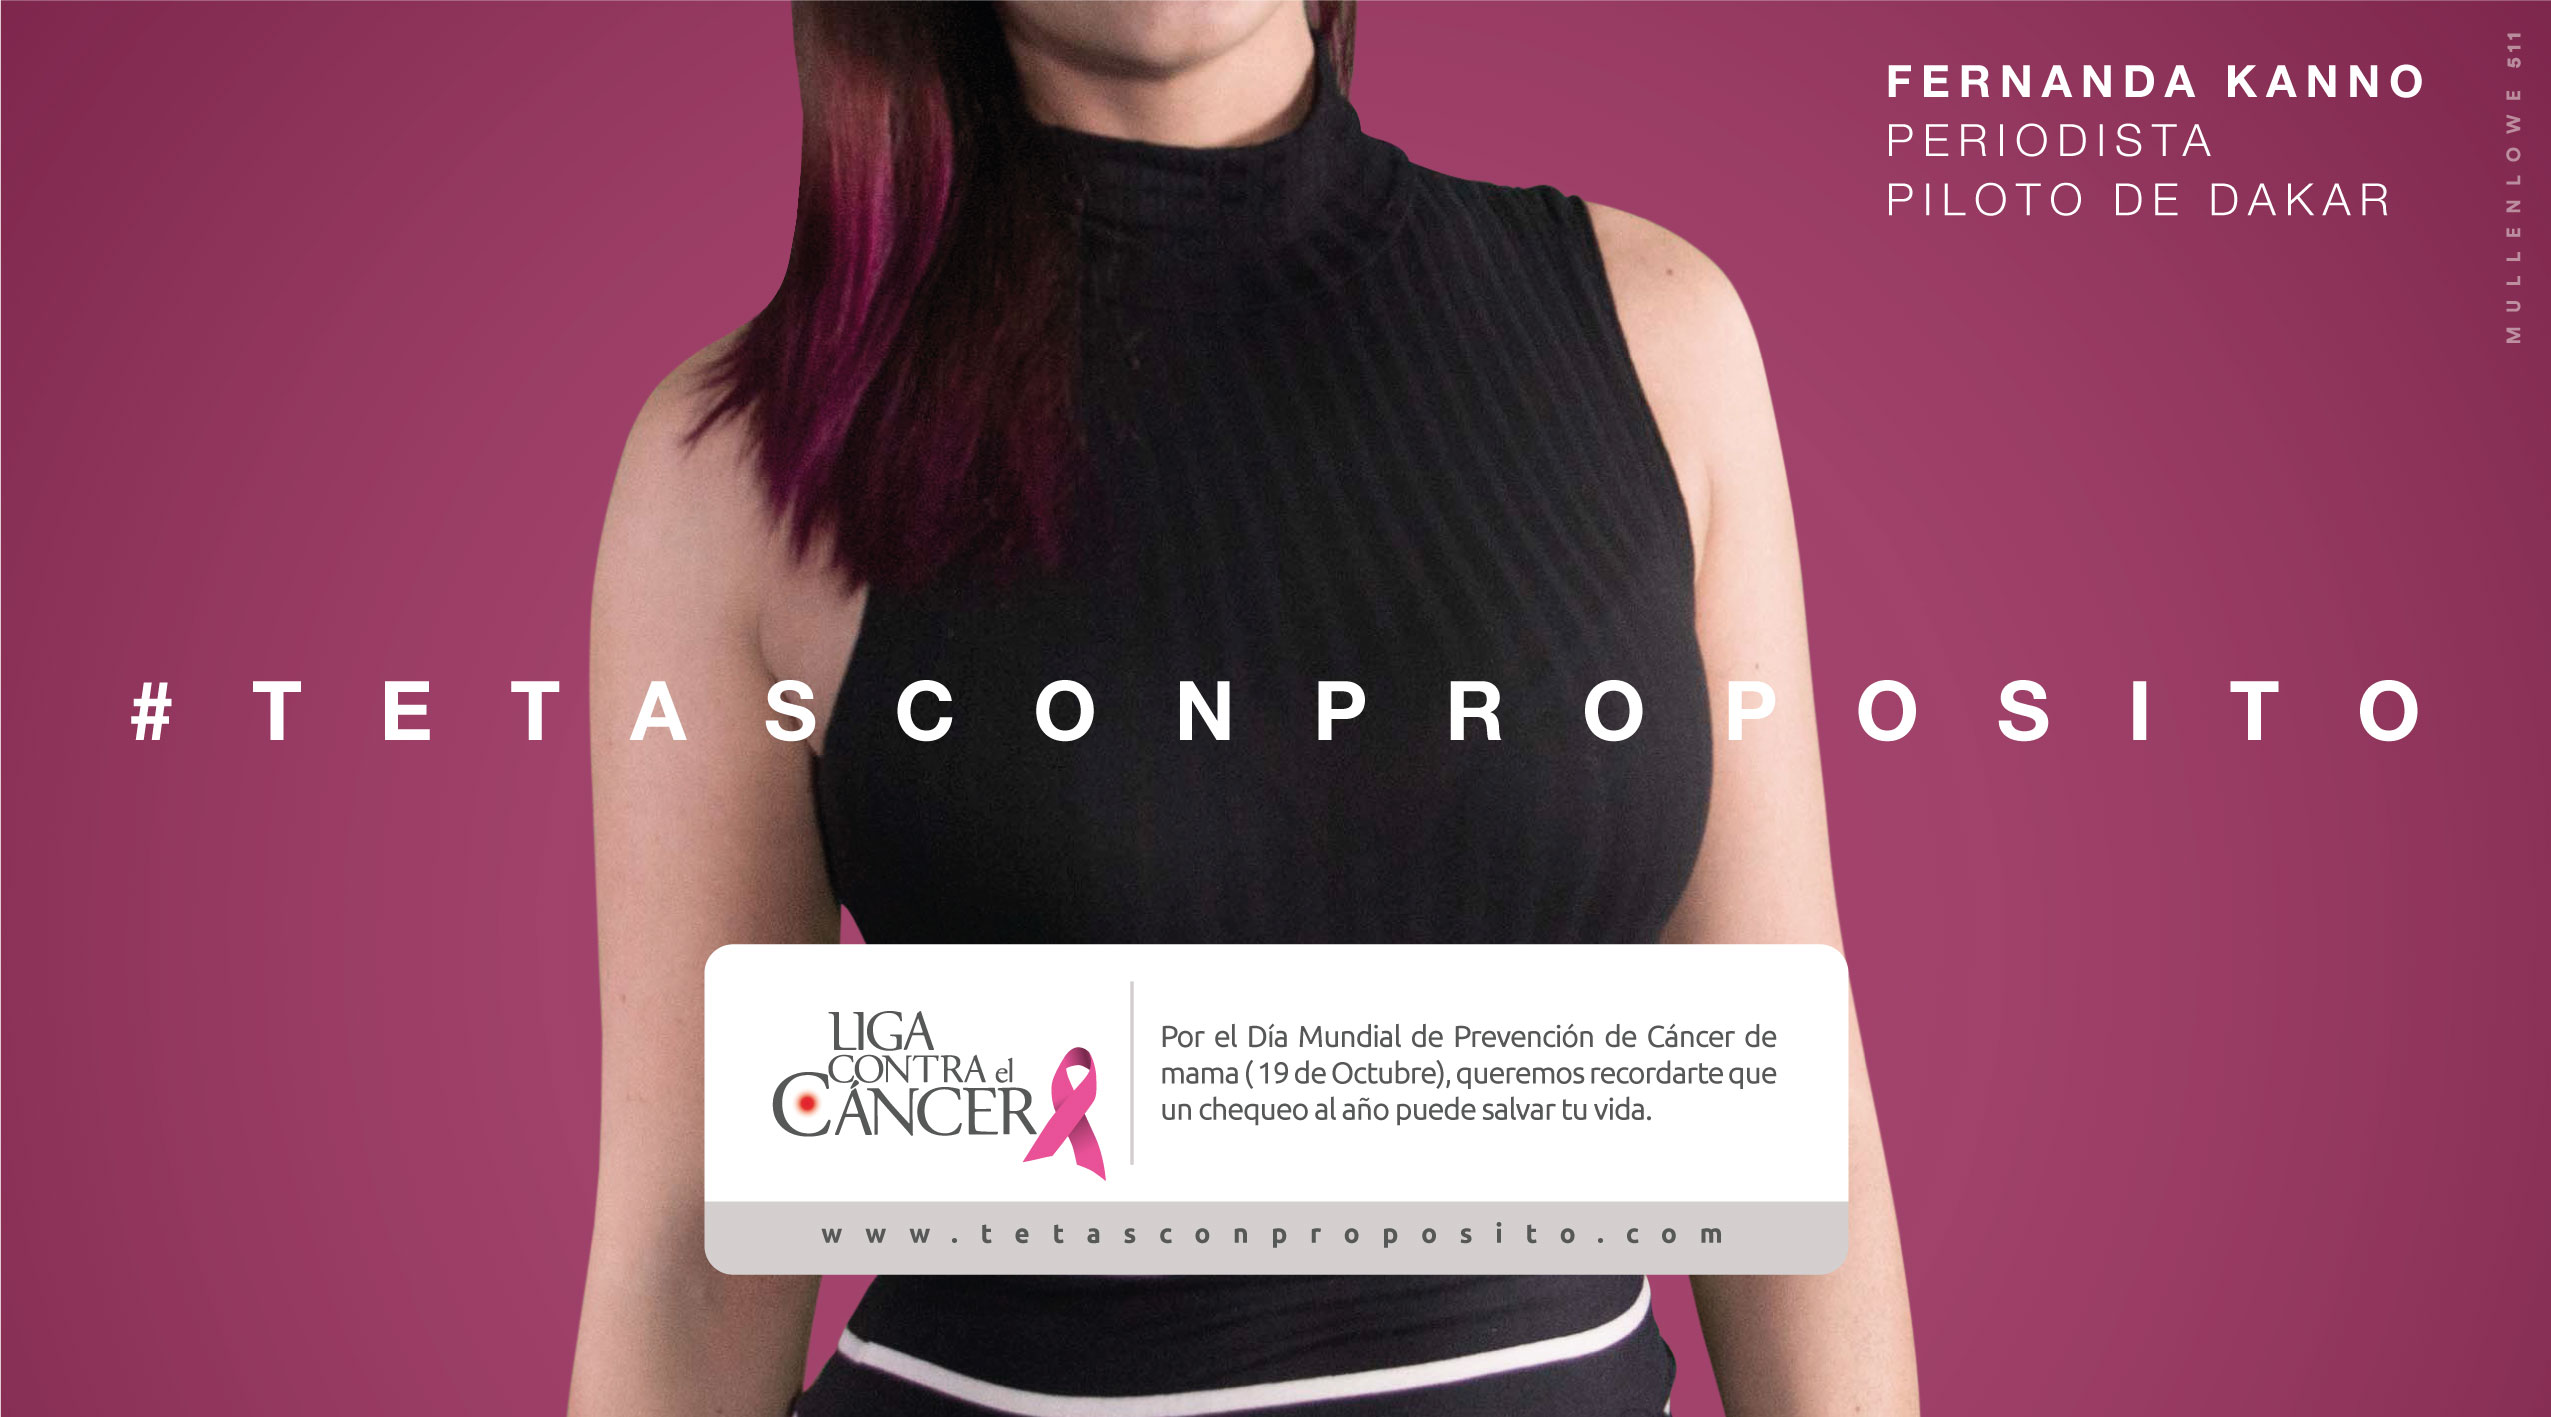 FERNANDA KANNO
PERIODISTA
PILOTO DE DAKAR
MULLENLOWE 511
#TETASCONPROPOSITO
LIGA
CONTRA el
CÁNCER
Por el Día Mundial de Prevención de Cáncer de
mama ( 19 de Octubre), queremos recordarte que
un chequeo al año puede salvar tu vida.
www.tetasconproposito.com